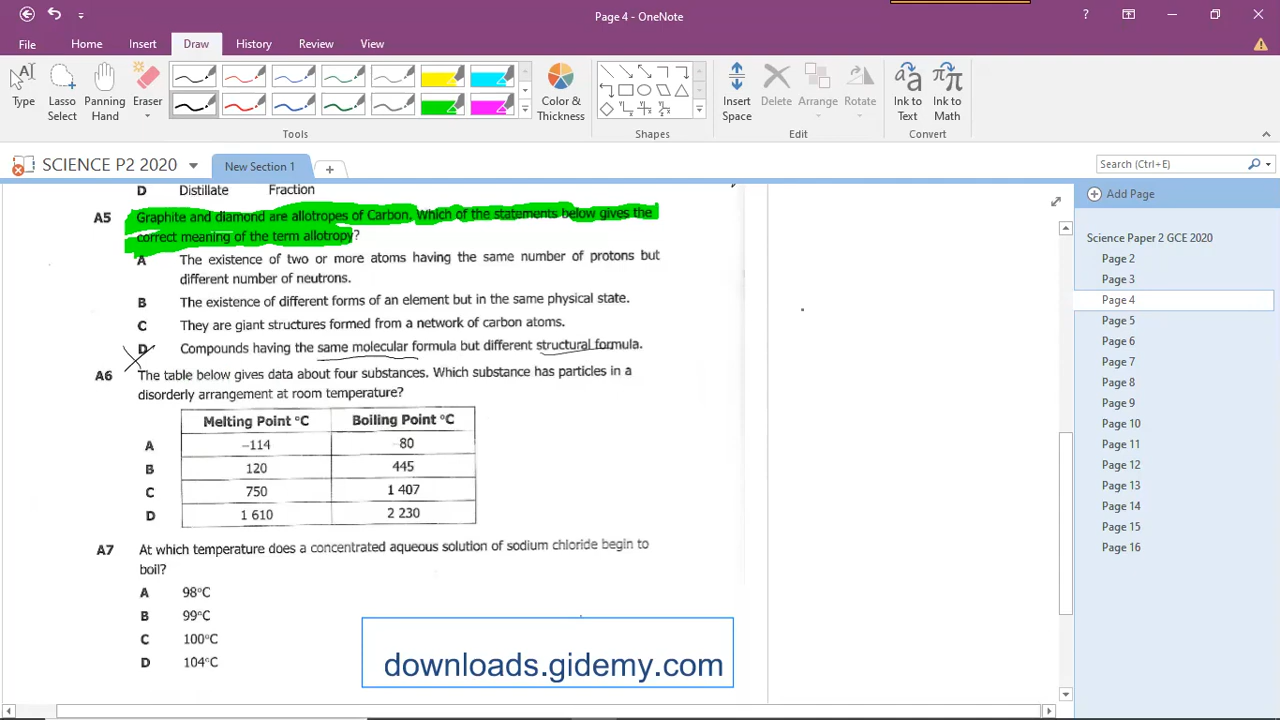 Page 4 - OneNote
?
File Home Insert Draw History Review View
Type
Lasso Select
Panning Hand
Eraser
Color & Thickness
Insert Space
Delete
Arrange
Rotate
Ink to Text
Ink to Math
Tools
Shapes
Edit
Convert
SCIENCE P2 2020
New Section 1
Search (Ctrl+E)
D Distillate Fraction
A5 Graphite and diamond are allotropes of Carbon. Which of the statements below gives the
correct meaning of the term allotropy?
A The existence of two or more atoms having the same number of protons but
different number of neutrons.
B The existence of different forms of an element but in the same physical state.
C They are giant structures formed from a network of carbon atoms.
D Compounds having the same molecular formula but different structural formula.
A6 The table below gives data about four substances. Which substance has particles in a
disorderly arrangement at room temperature?
Melting Point °C Boiling Point °C
A –114 –80
B 120 445
C 750 1 407
D 1 610 2 230
A7 At which temperature does a concentrated aqueous solution of sodium chloride begin to
boil?
A 98°C
B 99°C
C 100°C
D 104°C
downloads.gidemy.com
Add Page
Science Paper 2 GCE 2020
Page 2
Page 3
Page 4
Page 5
Page 6
Page 7
Page 8
Page 9
Page 10
Page 11
Page 12
Page 13
Page 14
Page 15
Page 16